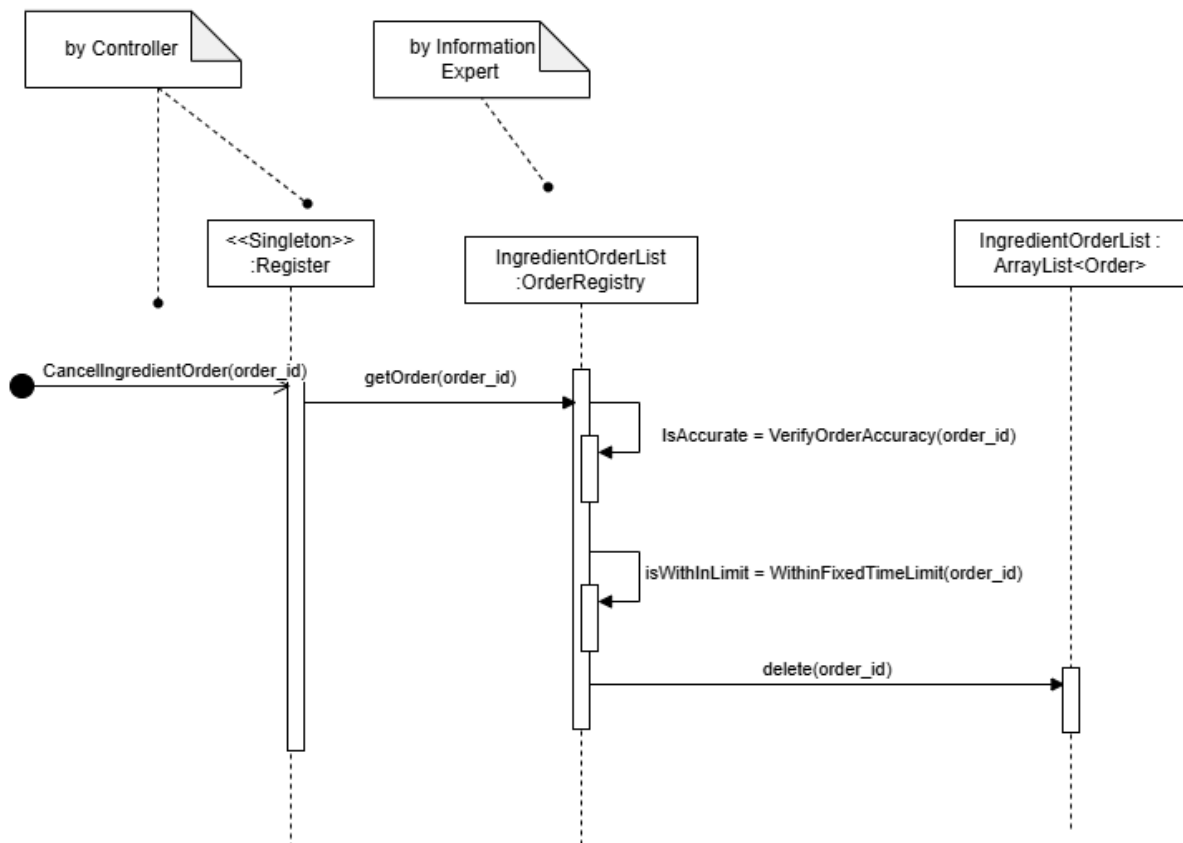 by Controller
by Information
Expert
<<Singleton>>
:Register
IngredientOrderList
:OrderRegistry
IngredientOrderList :
ArrayList<Order>
CancelIngredientOrder(order_id)
getOrder(order_id)
IsAccurate = VerifyOrderAccuracy(order_id)
isWithInLimit = WithinFixedTimeLimit(order_id)
delete(order_id)